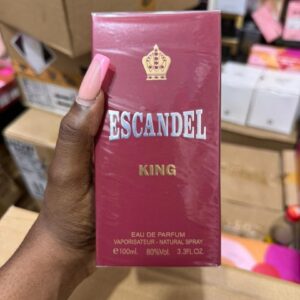 ESCANDEL
KING
EAU DE PARFUM
VAPORISATEUR - NATURAL SPRAY
℮100ml. 80%Vol. 3.3FL.OZ